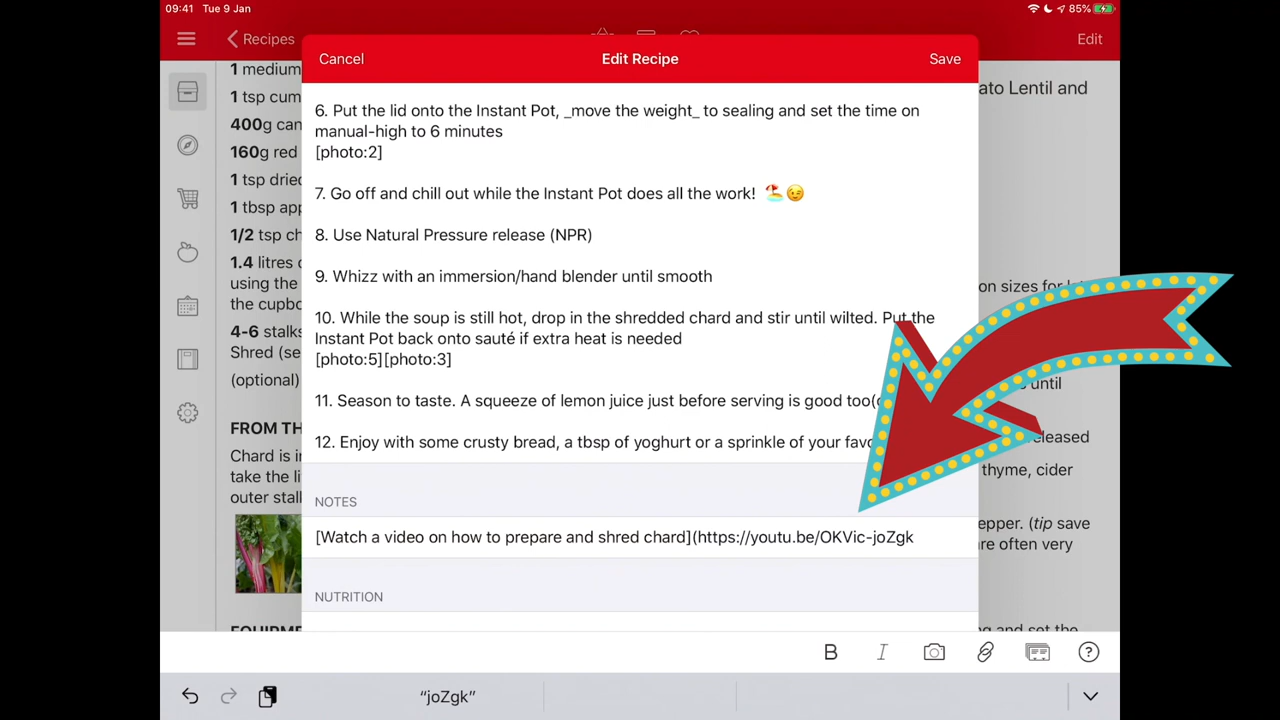 09:41 Tue 9 Jan
85%
Recipes
Edit
Cancel
Edit Recipe
Save
1 medium
1 tsp cum
400g can
160g red
1 tsp dried
1 tbsp app
1/2 tsp ch
1.4 litres
using the
the cupbo
4-6 stalks
Shred (se
(optional)
FROM TH
Chard is i
take the li
outer stall
EQUIPME
6. Put the lid onto the Instant Pot, _move the weight_ to sealing and set the time on
manual-high to 6 minutes
[photo:2]
7. Go off and chill out while the Instant Pot does all the work! 🏖️😉
8. Use Natural Pressure release (NPR)
9. Whizz with an immersion/hand blender until smooth
10. While the soup is still hot, drop in the shredded chard and stir until wilted. Put the
Instant Pot back onto sauté if extra heat is needed
[photo:5][photo:3]
11. Season to taste. A squeeze of lemon juice just before serving is good too(
12. Enjoy with some crusty bread, a tbsp of yoghurt or a sprinkle of your favo
NOTES
[Watch a video on how to prepare and shred chard](https://youtu.be/OKVic-joZgk
NUTRITION
ato Lentil and
on sizes for
until
eleased
thyme, cider
epper. (tip save
re often very
ng and set the
B I ?
“joZgk”